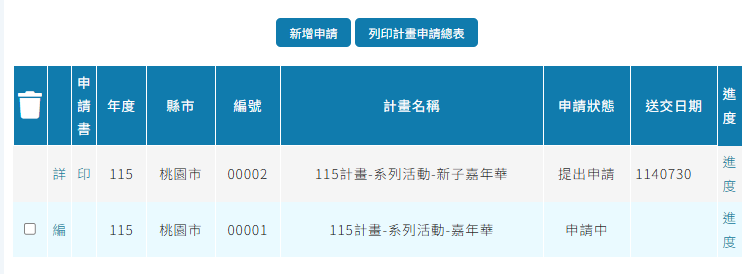 新增申請 列印計畫申請總表
申請書 年度 縣市 編號 計畫名稱 申請狀態 送交日期 進度
詳 印 115 桃園市 00002 115計畫-系列活動-新子嘉年華 提出申請 1140730 進度
編 115 桃園市 00001 115計畫-系列活動-嘉年華 申請中 進度